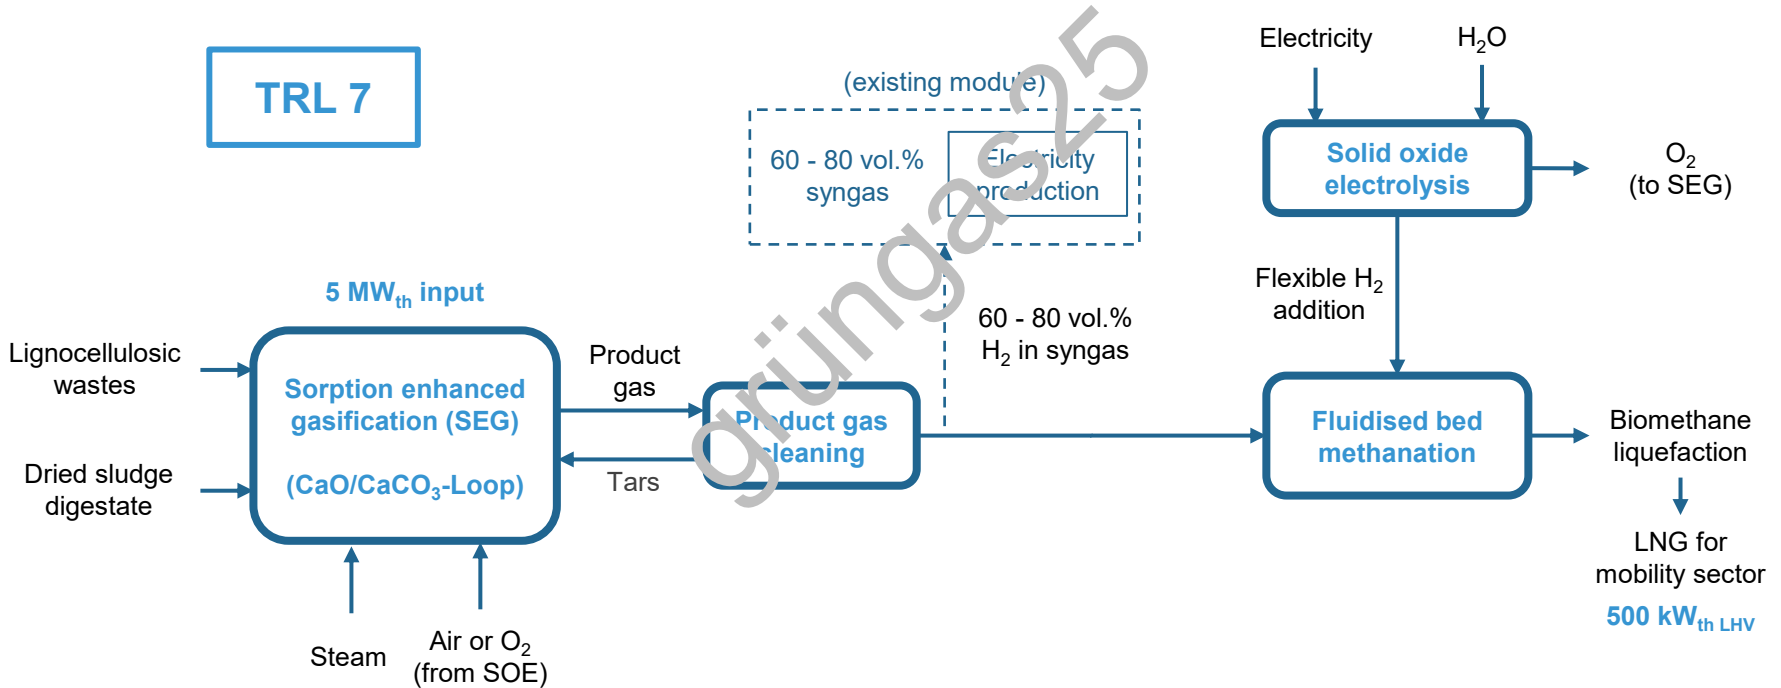 TRL 7
(existing module)
60 - 80 vol.%
syngas
Electricity
production
Electricity
H₂O
Solid oxide
electrolysis
O₂
(to SEG)
5 MWth input
Lignocellulosic
wastes
Dried sludge
digestate
Sorption enhanced
gasification (SEG)
(CaO/CaCO₃-Loop)
Product
gas
Tars
Product gas
cleaning
60 - 80 vol.%
H₂ in syngas
Flexible H₂
addition
Fluidised bed
methanation
Biomethane
liquefaction
LNG for
mobility sector
500 kWth LHV
Steam
Air or O₂
(from SOE)
grüngas25